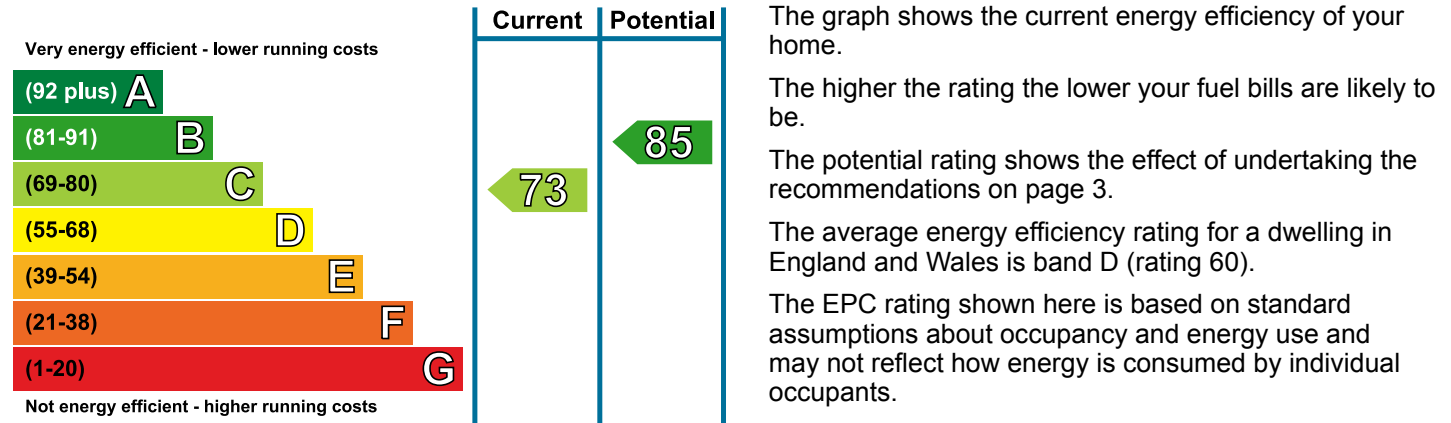 Current Potential
Very energy efficient - lower running costs
(92 plus) A
(81-91) B
85
(69-80) C
73
(55-68) D
(39-54) E
(21-38) F
(1-20) G
Not energy efficient - higher running costs
The graph shows the current energy efficiency of your
home.
The higher the rating the lower your fuel bills are likely to
be.
The potential rating shows the effect of undertaking the
recommendations on page 3.
The average energy efficiency rating for a dwelling in
England and Wales is band D (rating 60).
The EPC rating shown here is based on standard
assumptions about occupancy and energy use and
may not reflect how energy is consumed by individual
occupants.